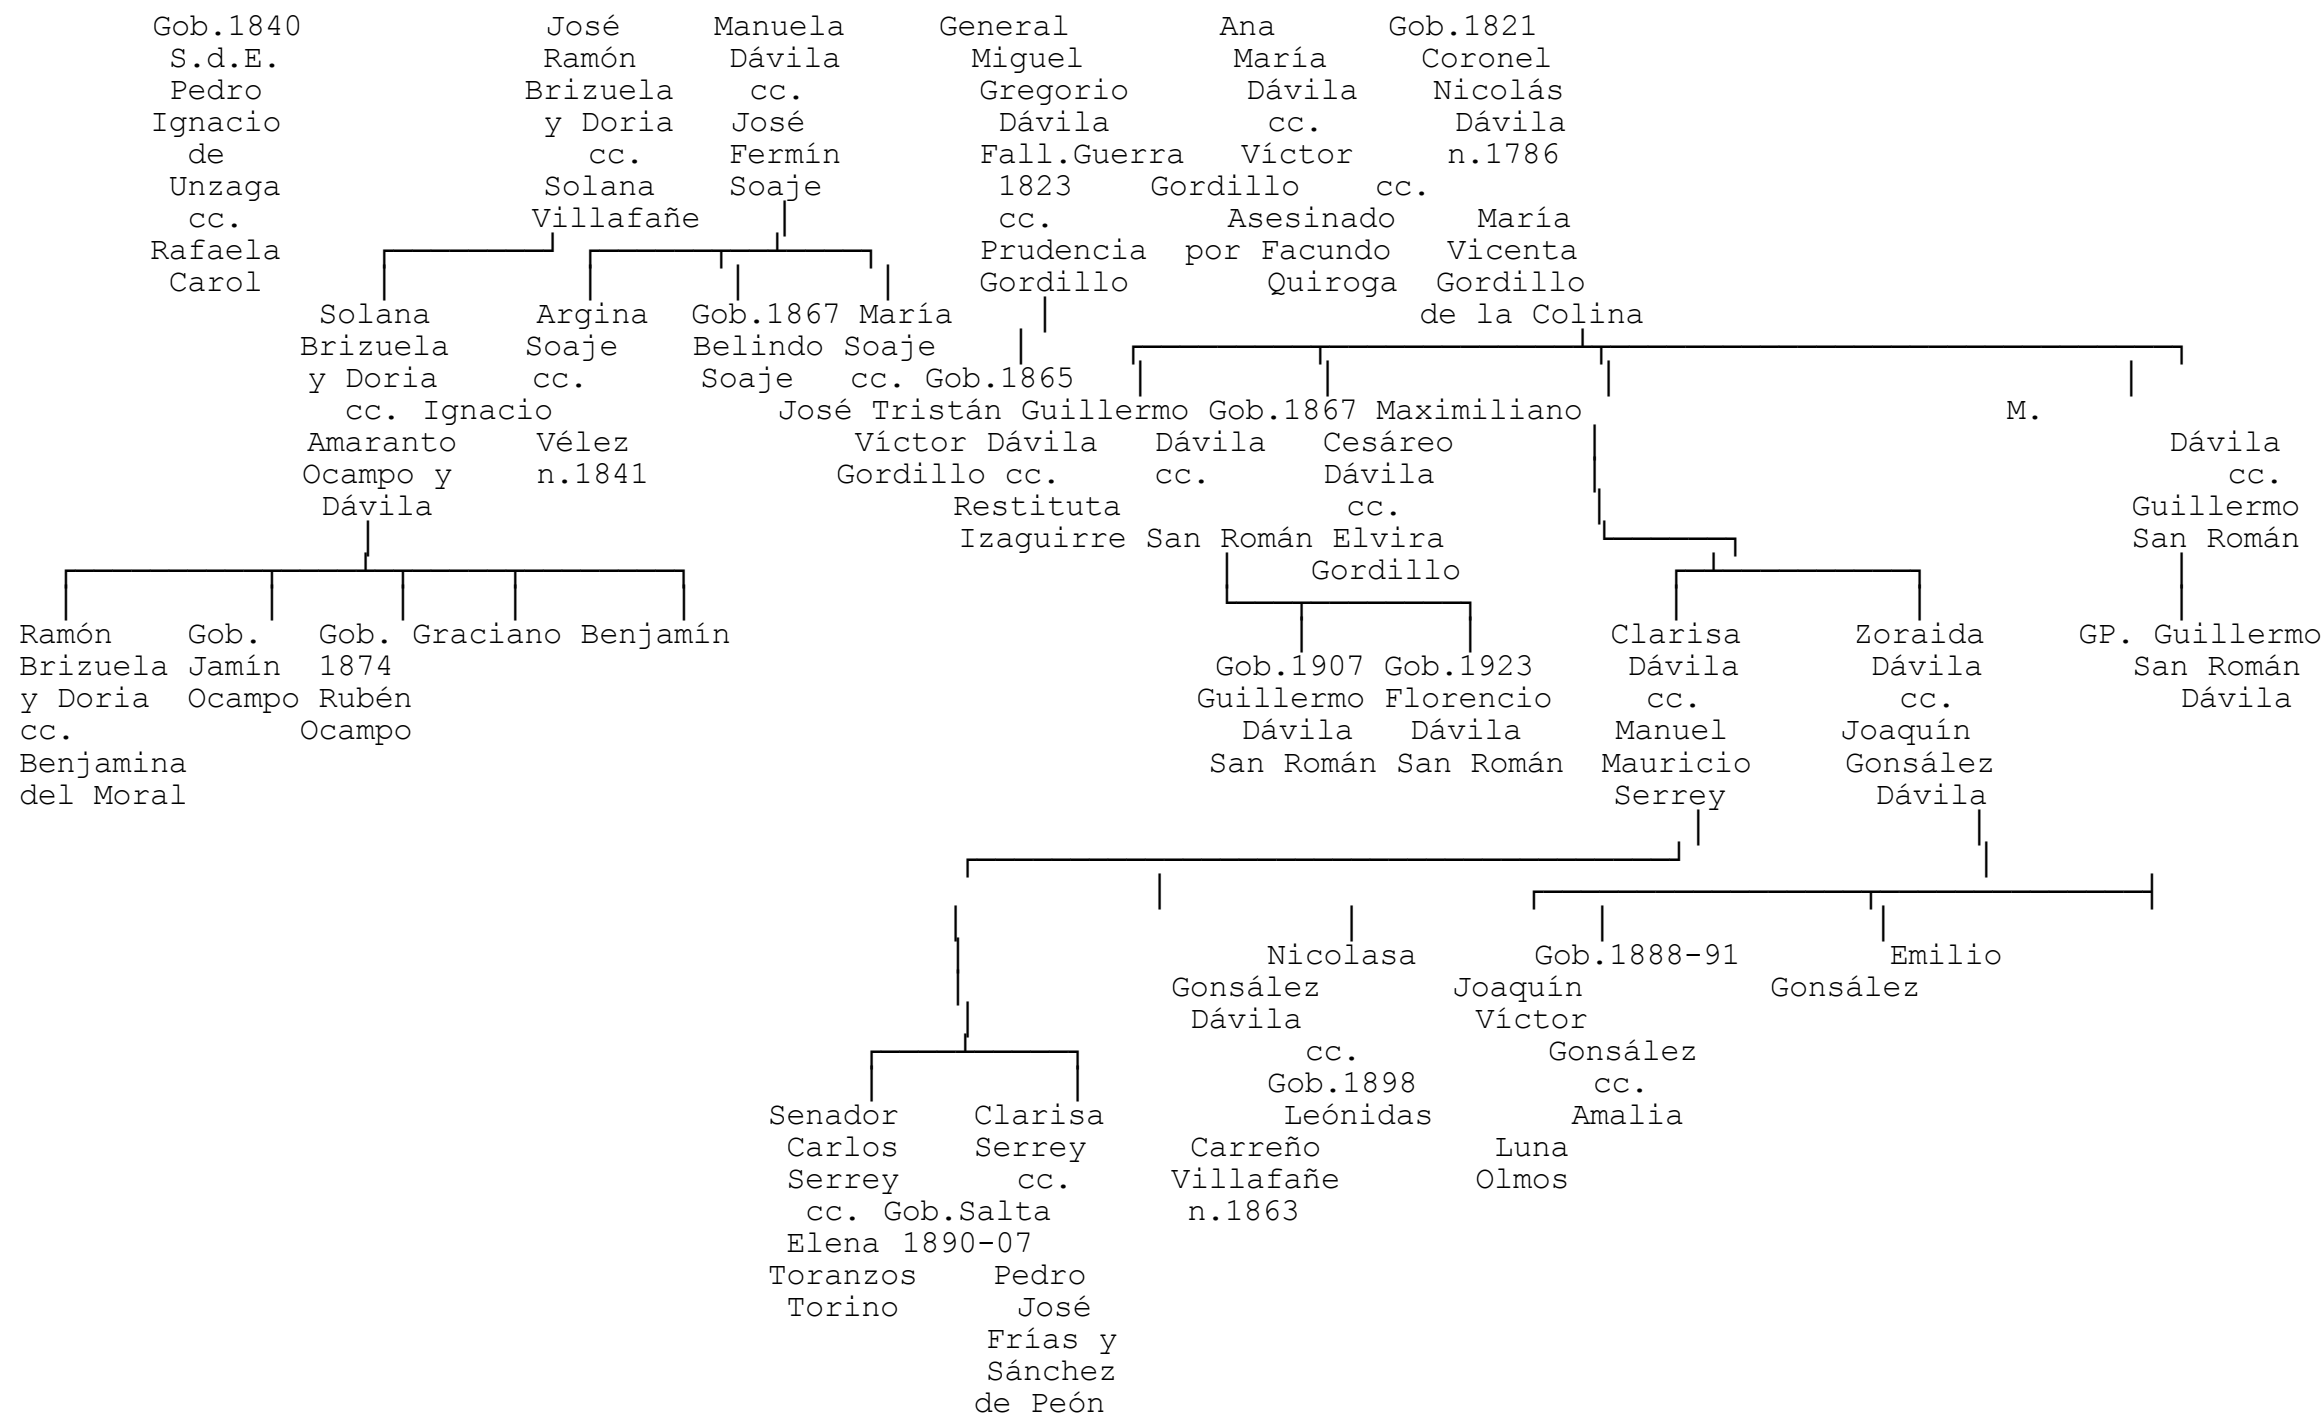 Gob.1840 José Manuela General Ana Gob.1821
S.d.E. Ramón Dávila Miguel María Coronel
Pedro Brizuela cc. Gregorio Dávila Nicolás
Ignacio y Doria José Dávila cc. Dávila
de cc. Fermín Fall.Guerra Víctor n.1786
Unzaga Solana Soaje 1823 Gordillo cc.
cc. Villafañe cc. Asesinado María
Rafaela Prudencia por Facundo Vicenta
Carol Gordillo Quiroga Gordillo
Solana Argina Gob.1867 María de la Colina
Brizuela Soaje Belindo Soaje
y Doria cc. Soaje cc. Gob.1865
cc. Ignacio José Tristán Guillermo Gob.1867 Maximiliano M.
Amaranto Vélez Víctor Dávila Dávila Cesáreo Dávila
Ocampo y n.1841 Gordillo cc. cc. Dávila cc.
Dávila Restituta cc. Guillermo
Izaguirre San Román Elvira San Román
Gordillo
Ramón Gob. Gob. Graciano Benjamín Clarisa Zoraida GP. Guillermo
Brizuela Jamín 1874 Gob.1907 Gob.1923 Dávila Dávila San Román
y Doria Ocampo Rubén Guillermo Florencio cc. cc. Dávila
cc. Ocampo Dávila Dávila Manuel Joaquín
Benjamina San Román San Román Mauricio Gonsález
del Moral Serrey Dávila
Nicolasa Gob.1888-91 Emilio
Gonsález Joaquín Gonsález
Dávila Víctor
cc. Gonsález
Gob.1898 cc.
Senador Clarisa Leónidas Amalia
Carlos Serrey Carreño Luna
Serrey cc. Villafañe Olmos
cc. Gob.Salta n.1863
Elena 1890-07
Toranzos Pedro
Torino José
Frías y
Sánchez
de Peón